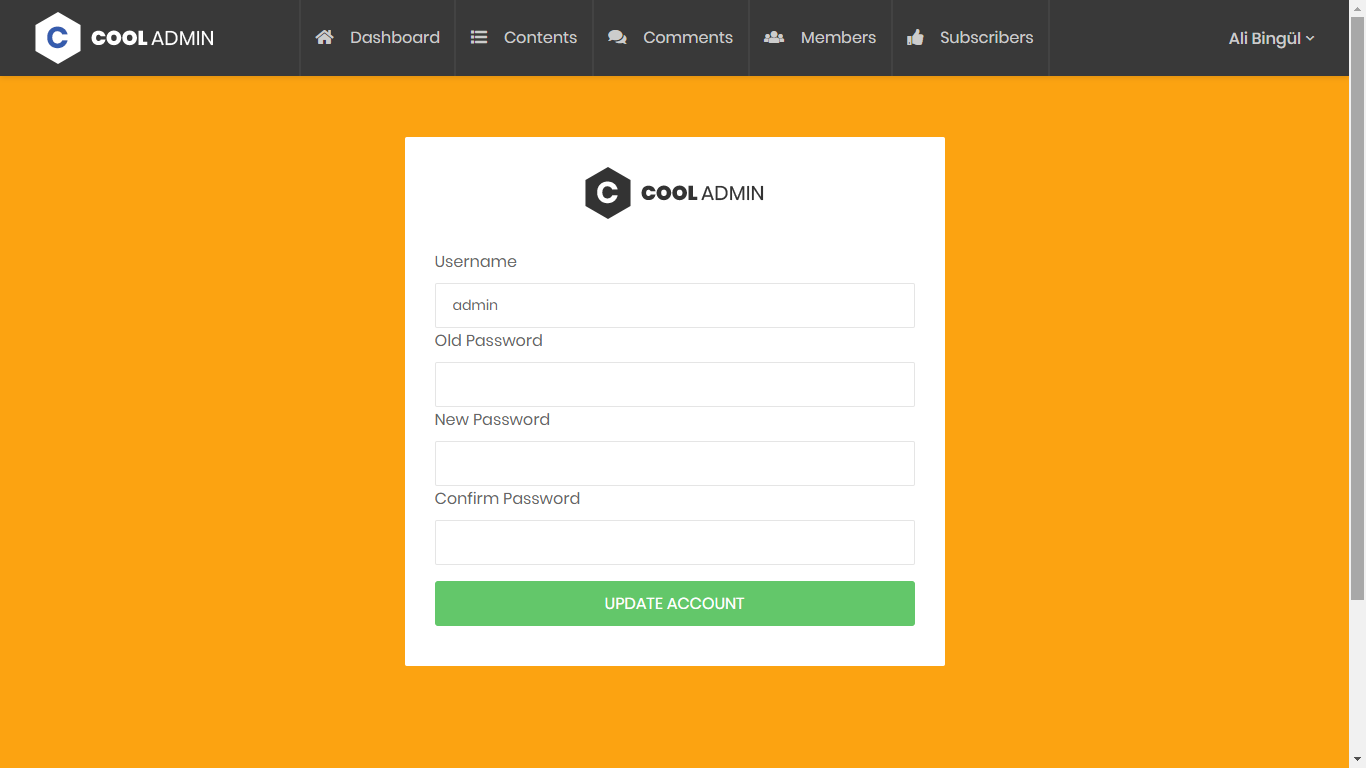 C COOL ADMIN Dashboard Contents Comments Members Subscribers Ali Bingül
C COOL ADMIN
Username
admin
Old Password
New Password
Confirm Password
UPDATE ACCOUNT